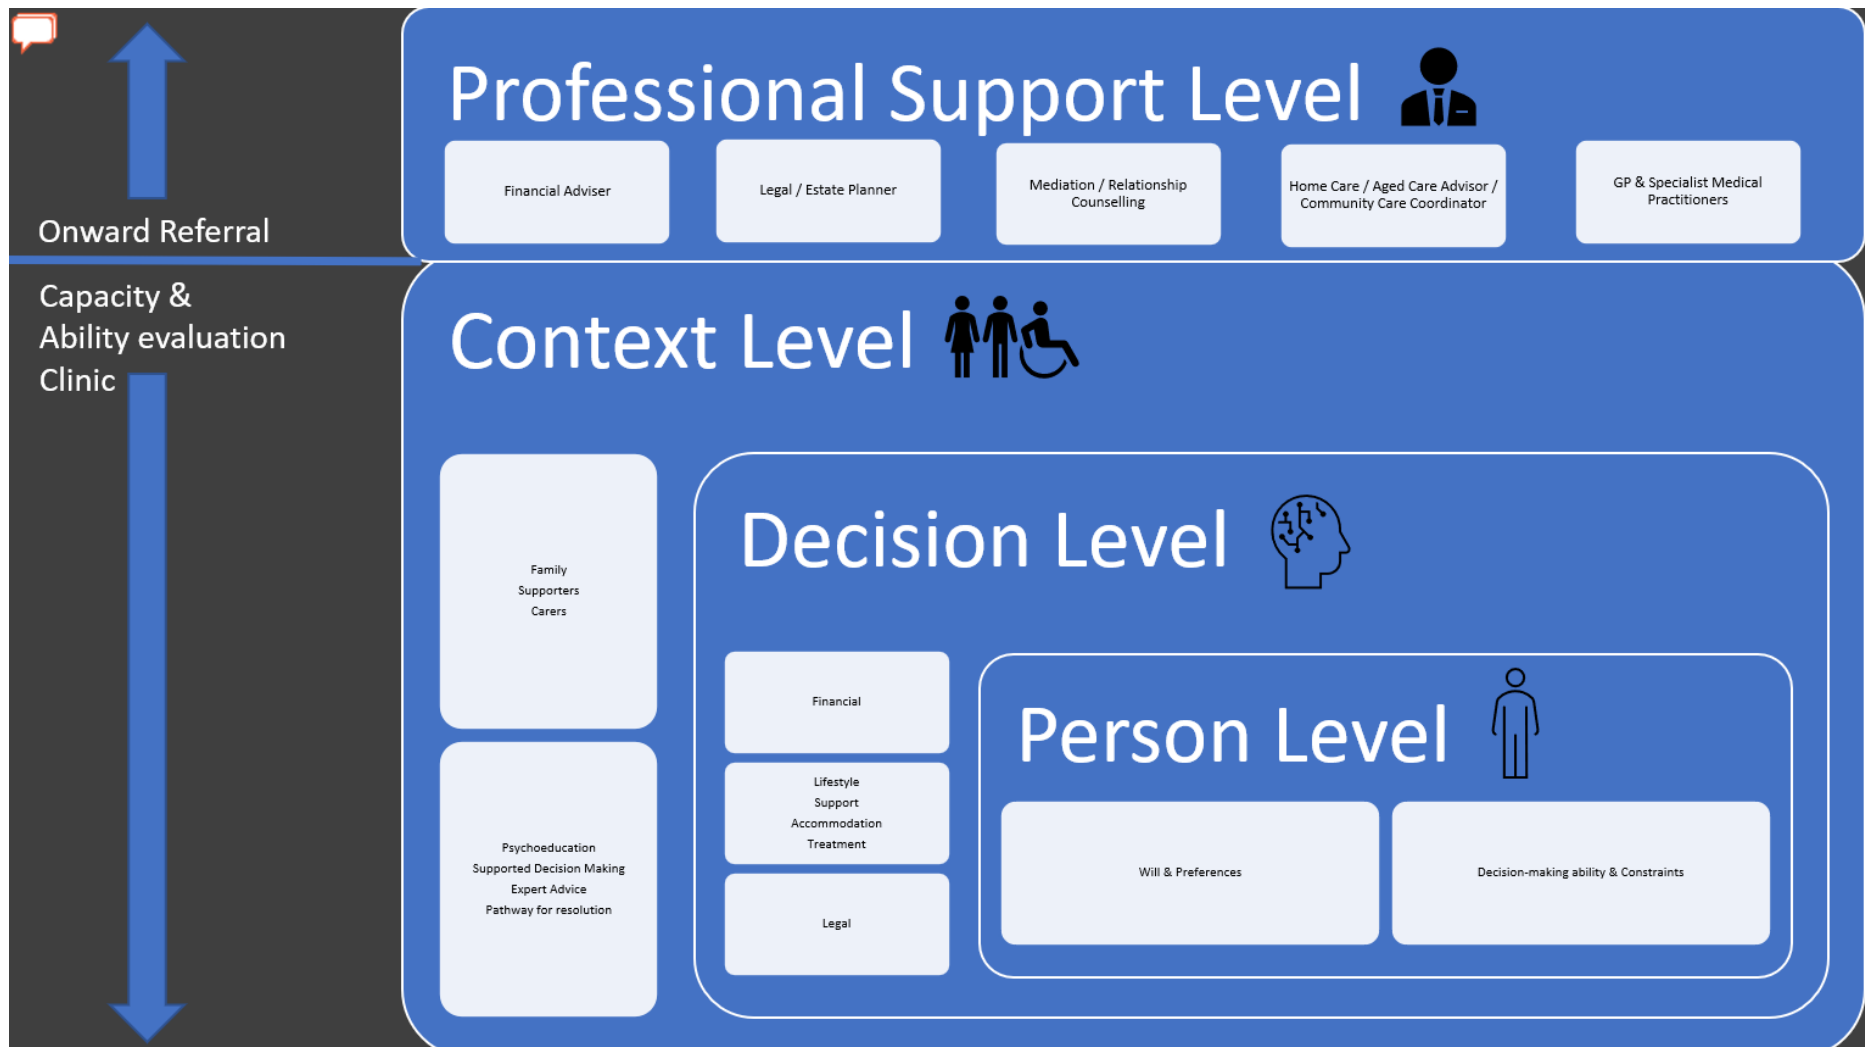 Professional Support Level
Financial Adviser
Legal / Estate Planner
Mediation / Relationship
Counselling
Home Care / Aged Care Advisor /
Community Care Coordinator
GP & Specialist Medical
Practitioners
Onward Referral
Capacity &
Ability evaluation
Clinic
Context Level
Family
Supporters
Carers
Psychoeducation
Supported Decision Making
Expert Advice
Pathway for resolution
Decision Level
Financial
Lifestyle
Support
Accommodation
Treatment
Legal
Person Level
Will & Preferences
Decision-making ability & Constraints